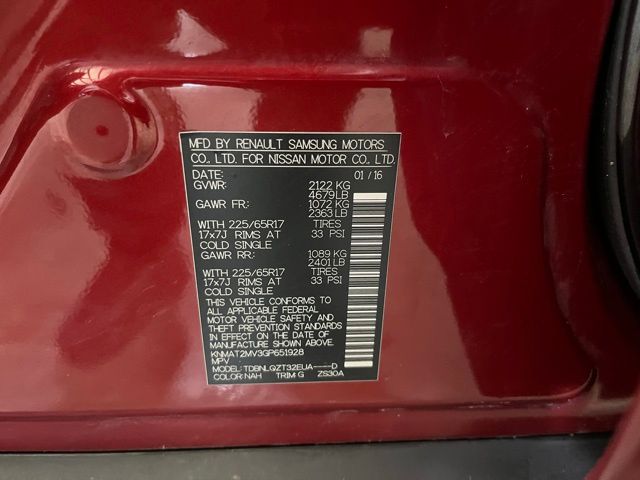 MFD BY RENAULT SAMSUNG MOTORS
CO., LTD. FOR NISSAN MOTOR CO., LTD.
DATE: 01 / 16
GVWR: 2122 KG
4679 LB
GAWR FR: 1072 KG
2363 LB
WITH 225/65R17 TIRES
17x7J RIMS AT 33 PSI
COLD SINGLE
GAWR RR: 1089 KG
2401 LB
WITH 225/65R17 TIRES
17x7J RIMS AT 33 PSI
COLD SINGLE
THIS VEHICLE CONFORMS TO
ALL APPLICABLE FEDERAL
MOTOR VEHICLE SAFETY AND
THEFT PREVENTION STANDARDS
IN EFFECT ON THE DATE OF
MANUFACTURE SHOWN ABOVE.
KNMAT2MV3GP651928
MPV
MODEL: TDBNLQZT32EUA----D
COLOR: NAH TRIM: G ZS30A